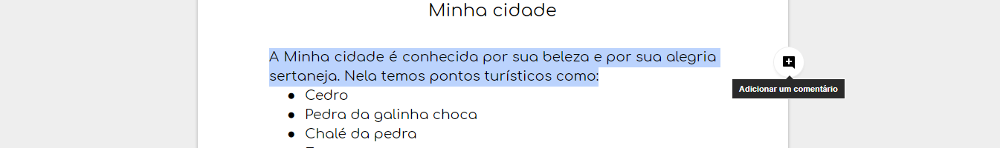 Minha cidade
A Minha cidade é conhecida por sua beleza e por sua alegria
sertaneja. Nela temos pontos turísticos como:
Adicionar um comentário
● Cedro
● Pedra da galinha choca
● Chalé da pedra